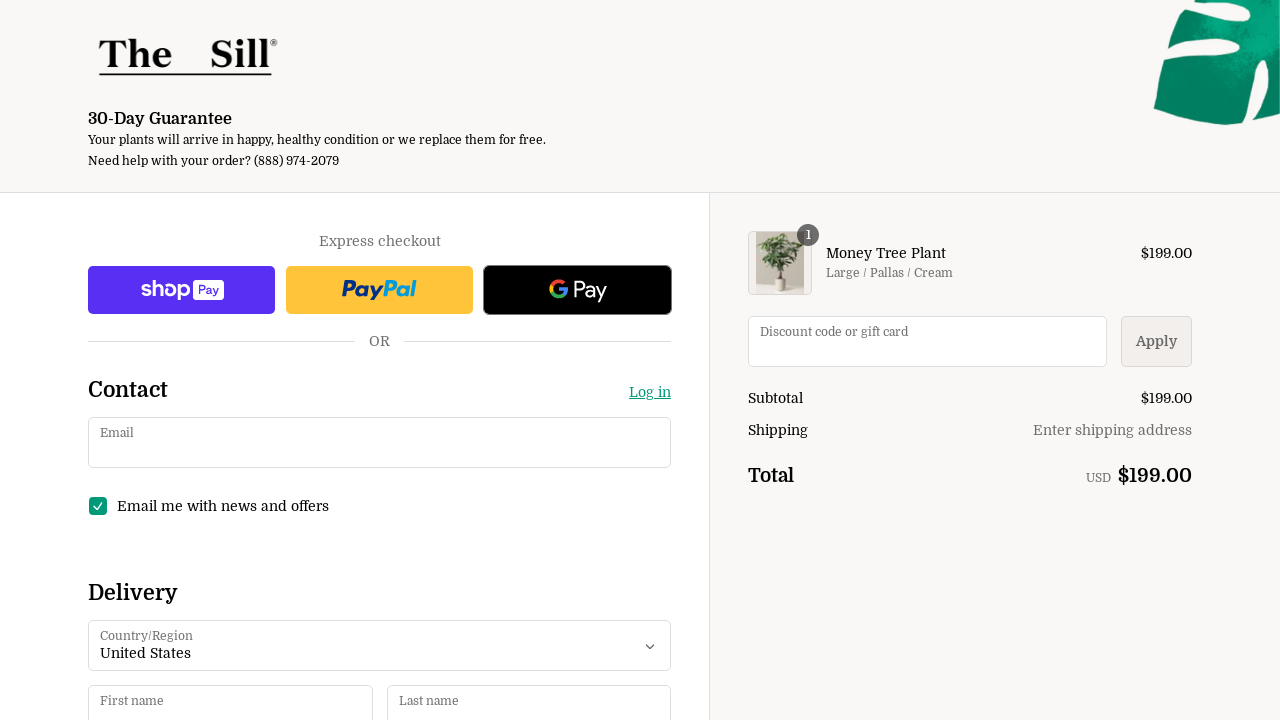 The Sill®
30-Day Guarantee
Your plants will arrive in happy, healthy condition or we replace them for free.
Need help with your order? (888) 974-2079
Express checkout
shop Pay
PayPal
G Pay
OR
Contact
Log in
Email
Email me with news and offers
Delivery
Country/Region
United States
First name
Last name
1
Money Tree Plant
$199.00
Large / Pallas / Cream
Discount code or gift card
Apply
Subtotal
$199.00
Shipping
Enter shipping address
Total
USD $199.00